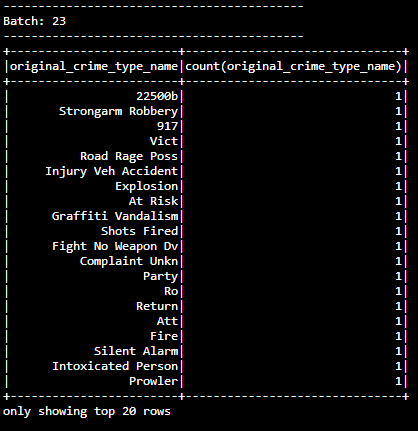 -------------------------------------------
Batch: 23
-------------------------------------------
+------------------------+-------------------------------+
|original_crime_type_name|count(original_crime_type_name)|
+------------------------+-------------------------------+
|                  22500b|                              1|
|       Strongarm Robbery|                              1|
|                     917|                              1|
|                    Vict|                              1|
|          Road Rage Poss|                              1|
|     Injury Veh Accident|                              1|
|               Explosion|                              1|
|                 At Risk|                              1|
|      Graffiti Vandalism|                              1|
|             Shots Fired|                              1|
|      Fight No Weapon Dv|                              1|
|          Complaint Unkn|                              1|
|                   Party|                              1|
|                      Ro|                              1|
|                  Return|                              1|
|                     Att|                              1|
|                    Fire|                              1|
|            Silent Alarm|                              1|
|      Intoxicated Person|                              1|
|                 Prowler|                              1|
+------------------------+-------------------------------+
only showing top 20 rows